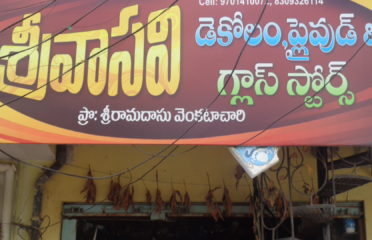 Cell: 9701410077, 8309326114
శ్రీవాసవి డెకోలం,ప్లైవుడ్ &
గ్లాస్ స్టోర్స్
ప్రొ: శ్రీరామదాసు వెంకటాచారి